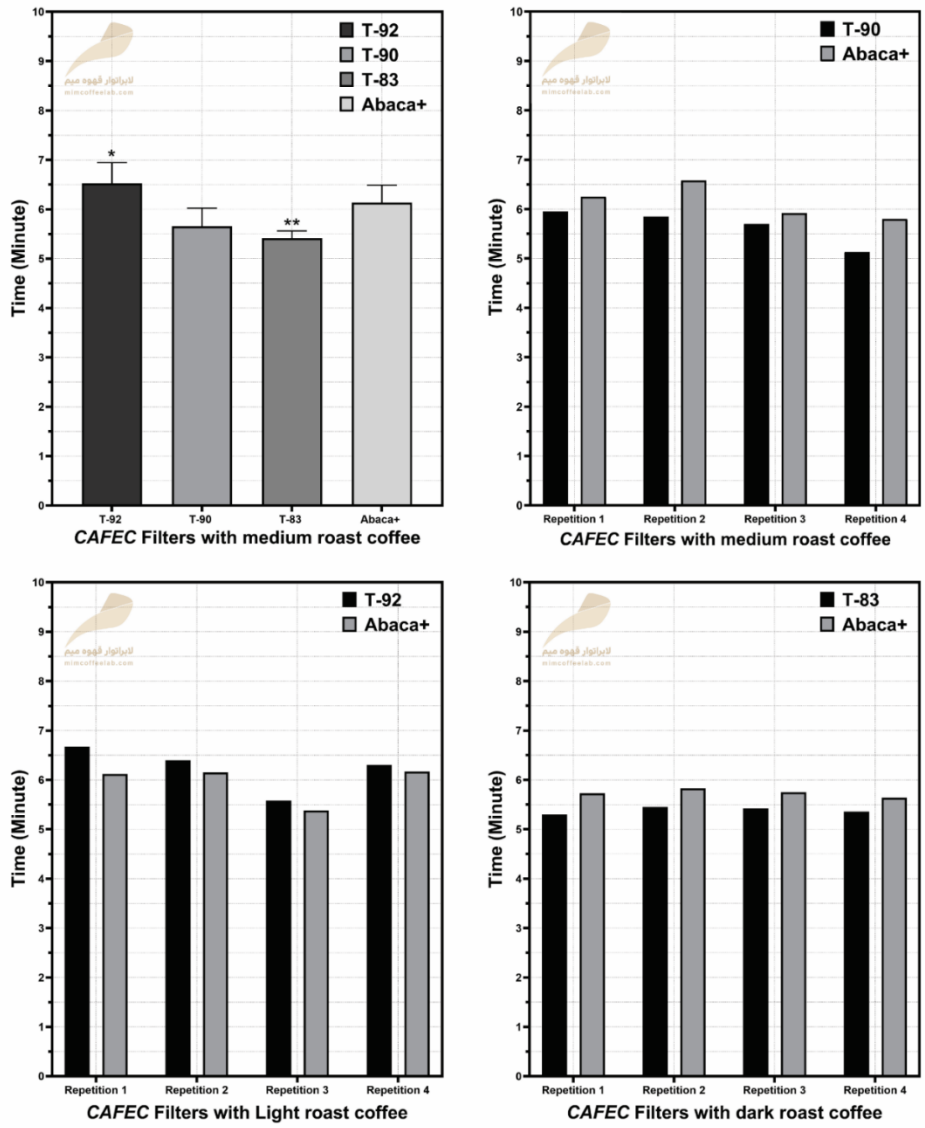 لابراتوار قهوه میم
mimcoffeelab.com
T-92
T-90
T-83
Abaca+
10
9
8
7
6
5
4
3
2
1
0
Time (Minute)
*
**
T-92 T-90 T-83 Abaca+
CAFEC Filters with medium roast coffee
لابراتوار قهوه میم
mimcoffeelab.com
T-90
Abaca+
10
9
8
7
6
5
4
3
2
1
0
Time (Minute)
Repetition 1 Repetition 2 Repetition 3 Repetition 4
CAFEC Filters with medium roast coffee
لابراتوار قهوه میم
mimcoffeelab.com
T-92
Abaca+
10
9
8
7
6
5
4
3
2
1
0
Time (Minute)
Repetition 1 Repetition 2 Repetition 3 Repetition 4
CAFEC Filters with Light roast coffee
لابراتوار قهوه میم
mimcoffeelab.com
T-83
Abaca+
10
9
8
7
6
5
4
3
2
1
0
Time (Minute)
Repetition 1 Repetition 2 Repetition 3 Repetition 4
CAFEC Filters with dark roast coffee